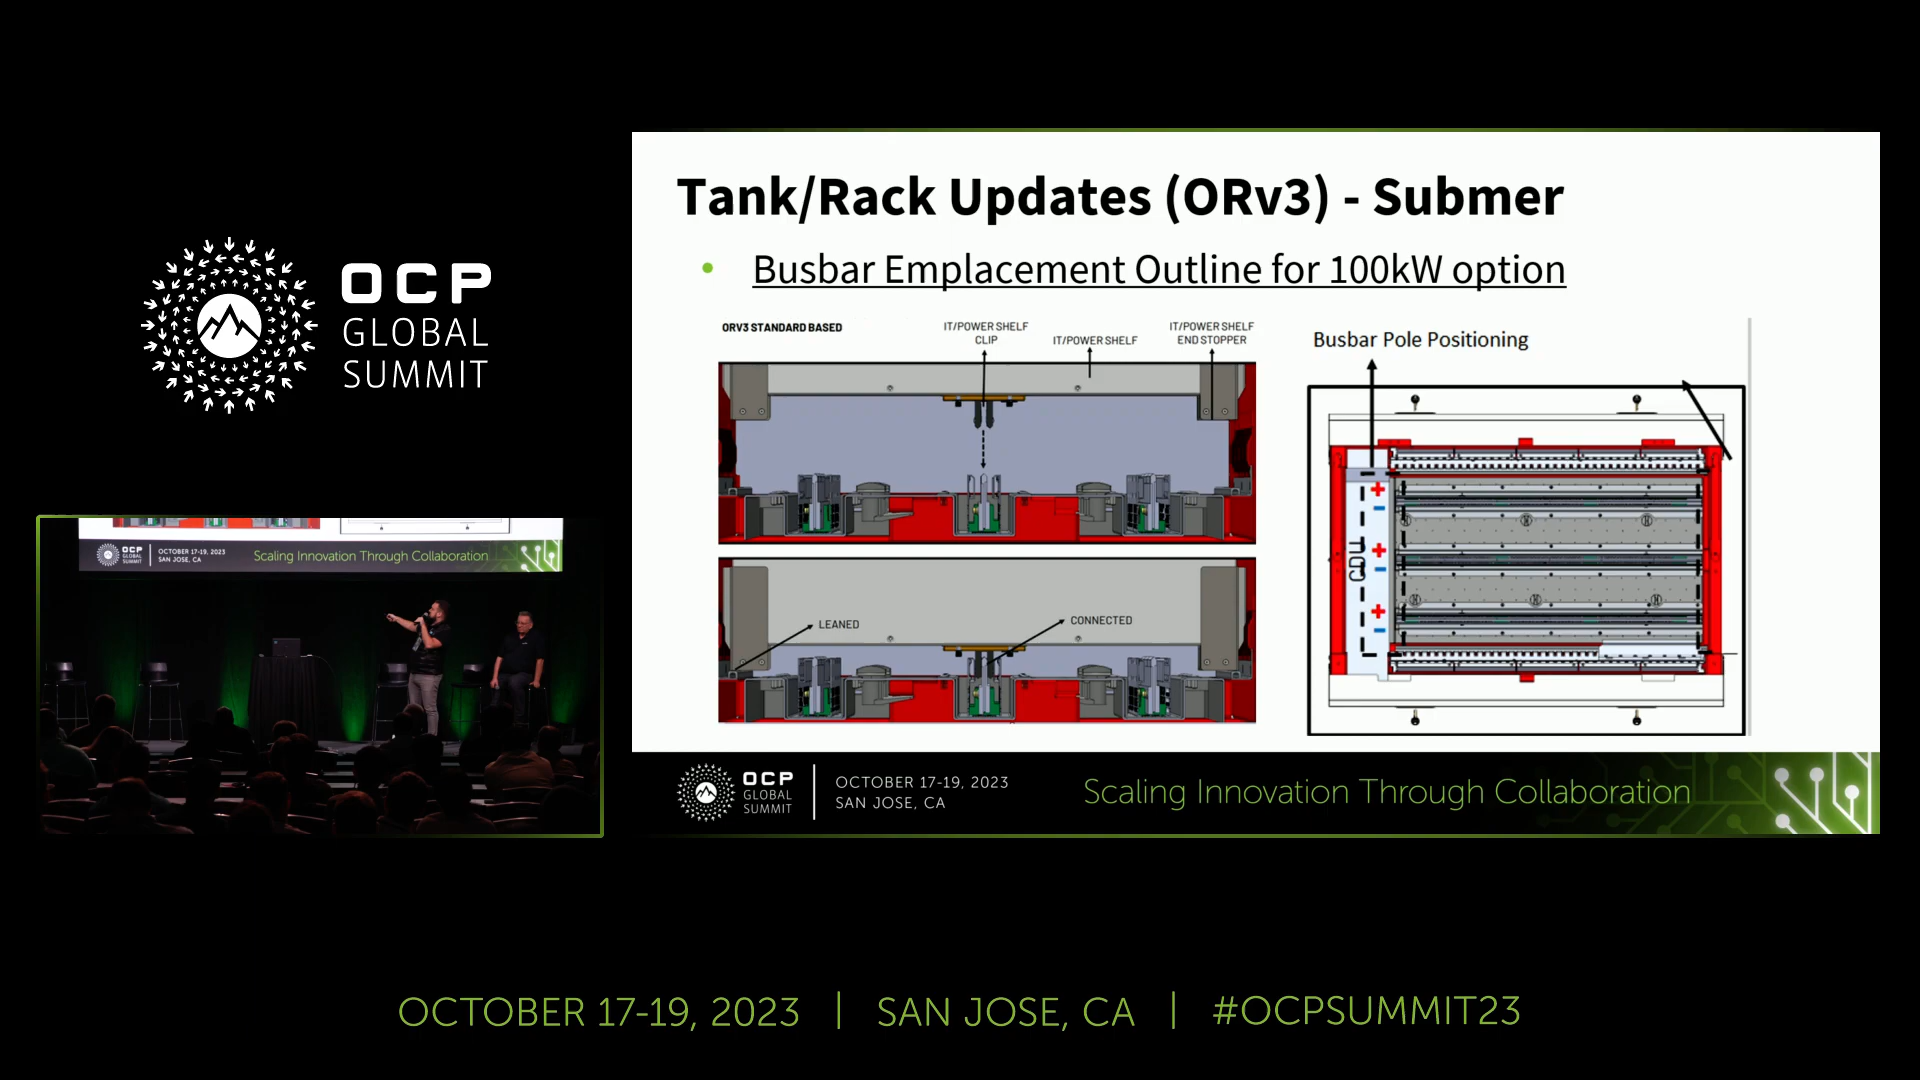 OCP
GLOBAL
SUMMIT
OCP
GLOBAL
SUMMIT
OCTOBER 17-19, 2023
SAN JOSE, CA
Scaling Innovation Through Collaboration
Tank/Rack Updates (ORv3) - Submer
• Busbar Emplacement Outline for 100kW option
ORV3 STANDARD BASED
IT/POWER SHELF
CLIP
IT/POWER SHELF
IT/POWER SHELF
END STOPPER
LEANED
CONNECTED
Busbar Pole Positioning
+
-
+
-
+
-
CDU
OCP
GLOBAL
SUMMIT
OCTOBER 17-19, 2023
SAN JOSE, CA
Scaling Innovation Through Collaboration
OCTOBER 17-19, 2023 | SAN JOSE, CA | #OCPSUMMIT23